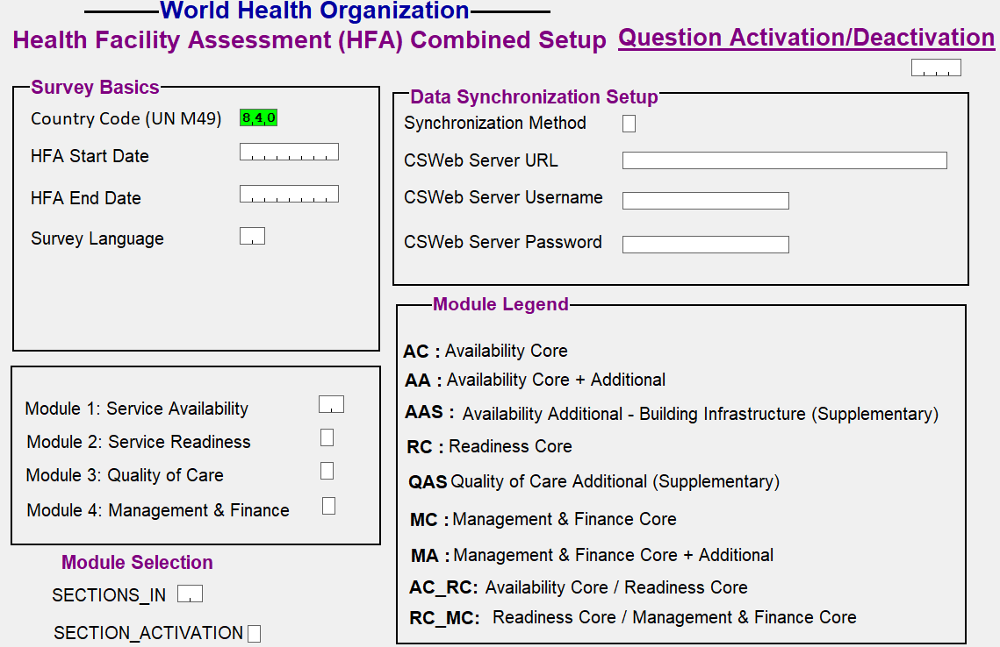 World Health Organization
Health Facility Assessment (HFA) Combined Setup
Question Activation/Deactivation
Survey Basics
Country Code (UN M49) 840
HFA Start Date
HFA End Date
Survey Language
Data Synchronization Setup
Synchronization Method
CSWeb Server URL
CSWeb Server Username
CSWeb Server Password
Module 1: Service Availability
Module 2: Service Readiness
Module 3: Quality of Care
Module 4: Management & Finance
Module Selection
SECTIONS_IN
SECTION_ACTIVATION
Module Legend
AC : Availability Core
AA : Availability Core + Additional
AAS : Availability Additional - Building Infrastructure (Supplementary)
RC : Readiness Core
QAS Quality of Care Additional (Supplementary)
MC : Management & Finance Core
MA : Management & Finance Core + Additional
AC_RC: Availability Core / Readiness Core
RC_MC: Readiness Core / Management & Finance Core